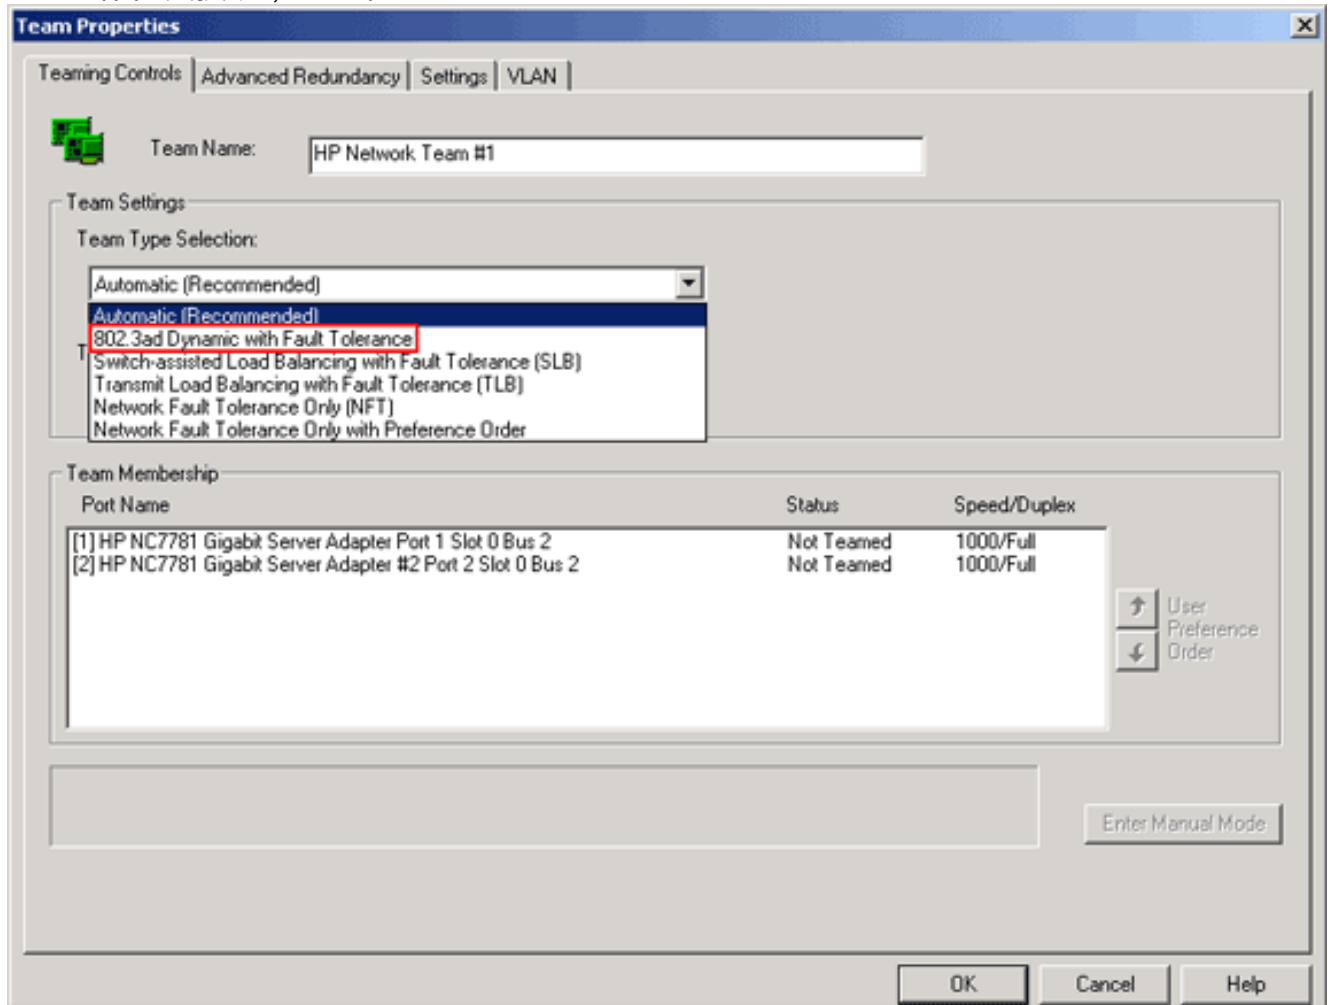 Team Properties
Teaming Controls Advanced Redundancy Settings VLAN
Team Name: HP Network Team #1
Team Settings
Team Type Selection:
Automatic (Recommended)
Automatic (Recommended)
802.3ad Dynamic with Fault Tolerance
Switch-assisted Load Balancing with Fault Tolerance (SLB)
Transmit Load Balancing with Fault Tolerance (TLB)
Network Fault Tolerance Only (NFT)
Network Fault Tolerance Only with Preference Order
Team Membership
Port Name Status Speed/Duplex
[1] HP NC7781 Gigabit Server Adapter Port 1 Slot 0 Bus 2 Not Teamed 1000/Full
[2] HP NC7781 Gigabit Server Adapter #2 Port 2 Slot 0 Bus 2 Not Teamed 1000/Full
User
Preference
Order
Enter Manual Mode
OK Cancel Help